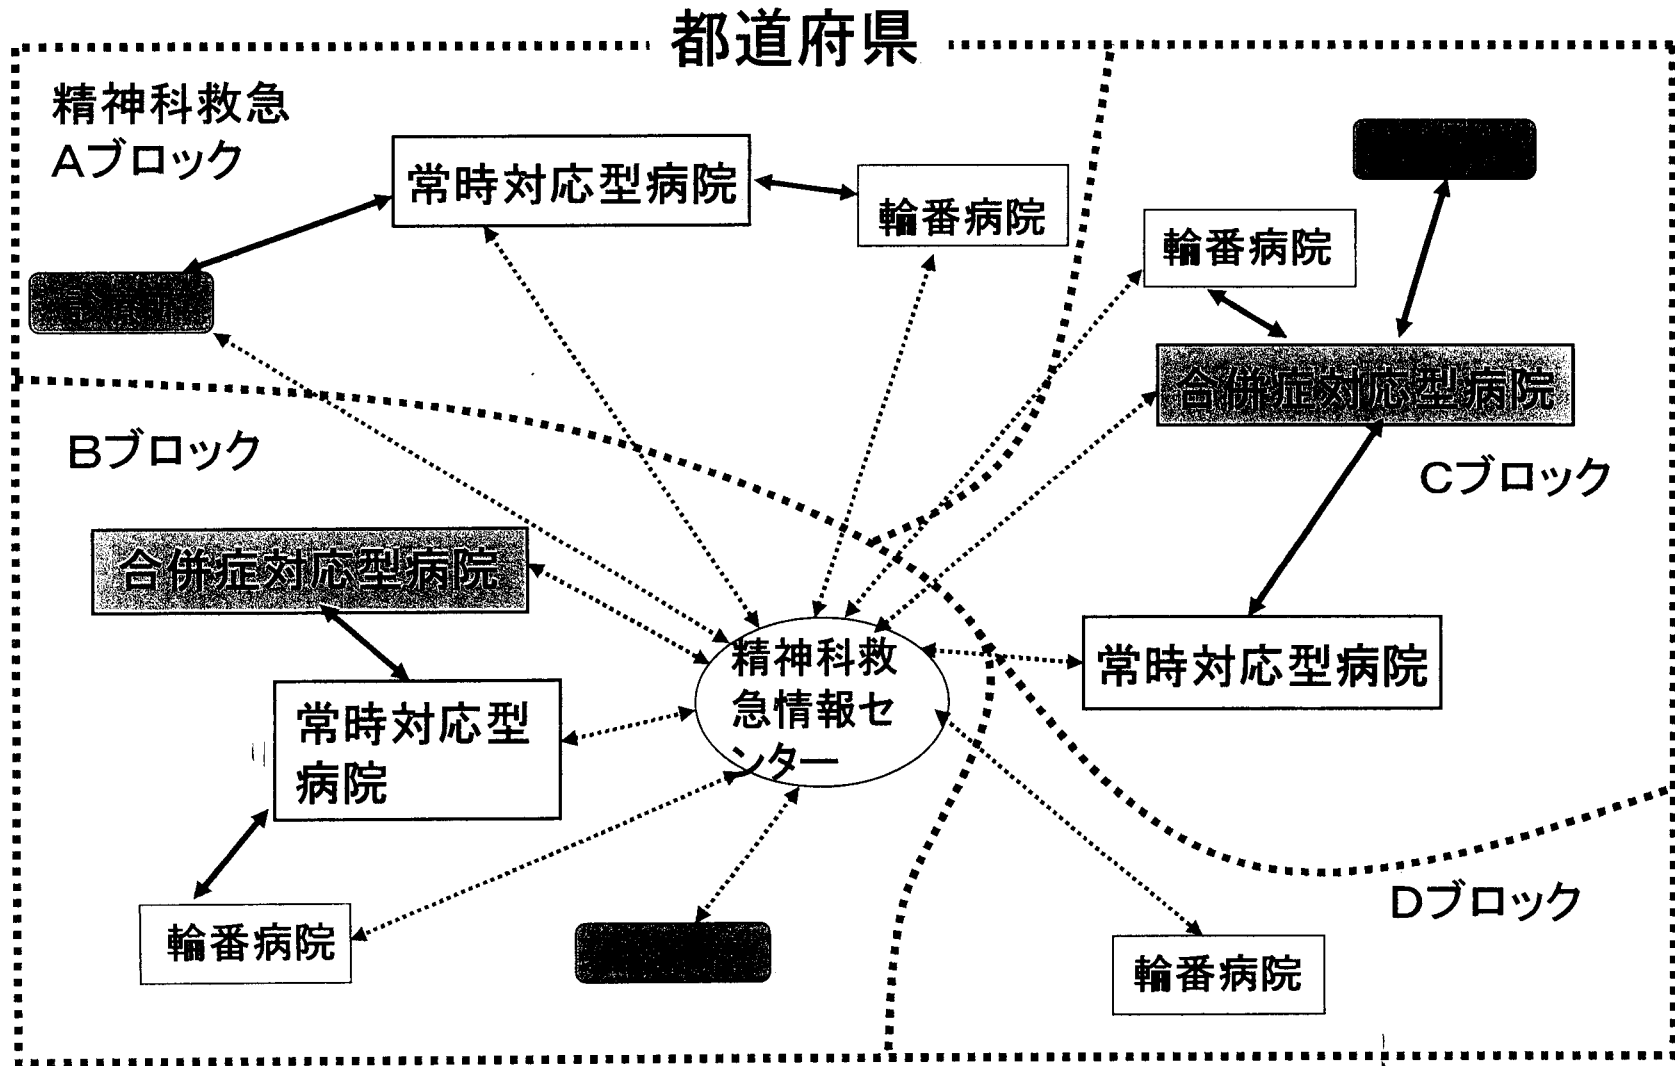 都道府県
精神科救急
Aブロック
常時対応型病院
輪番病院
輪番病院
合併症対応型病院
Bブロック
Cブロック
合併症対応型病院
精神科救
急情報セ
ンター
常時対応型病院
常時対応型
病院
Dブロック
輪番病院
輪番病院